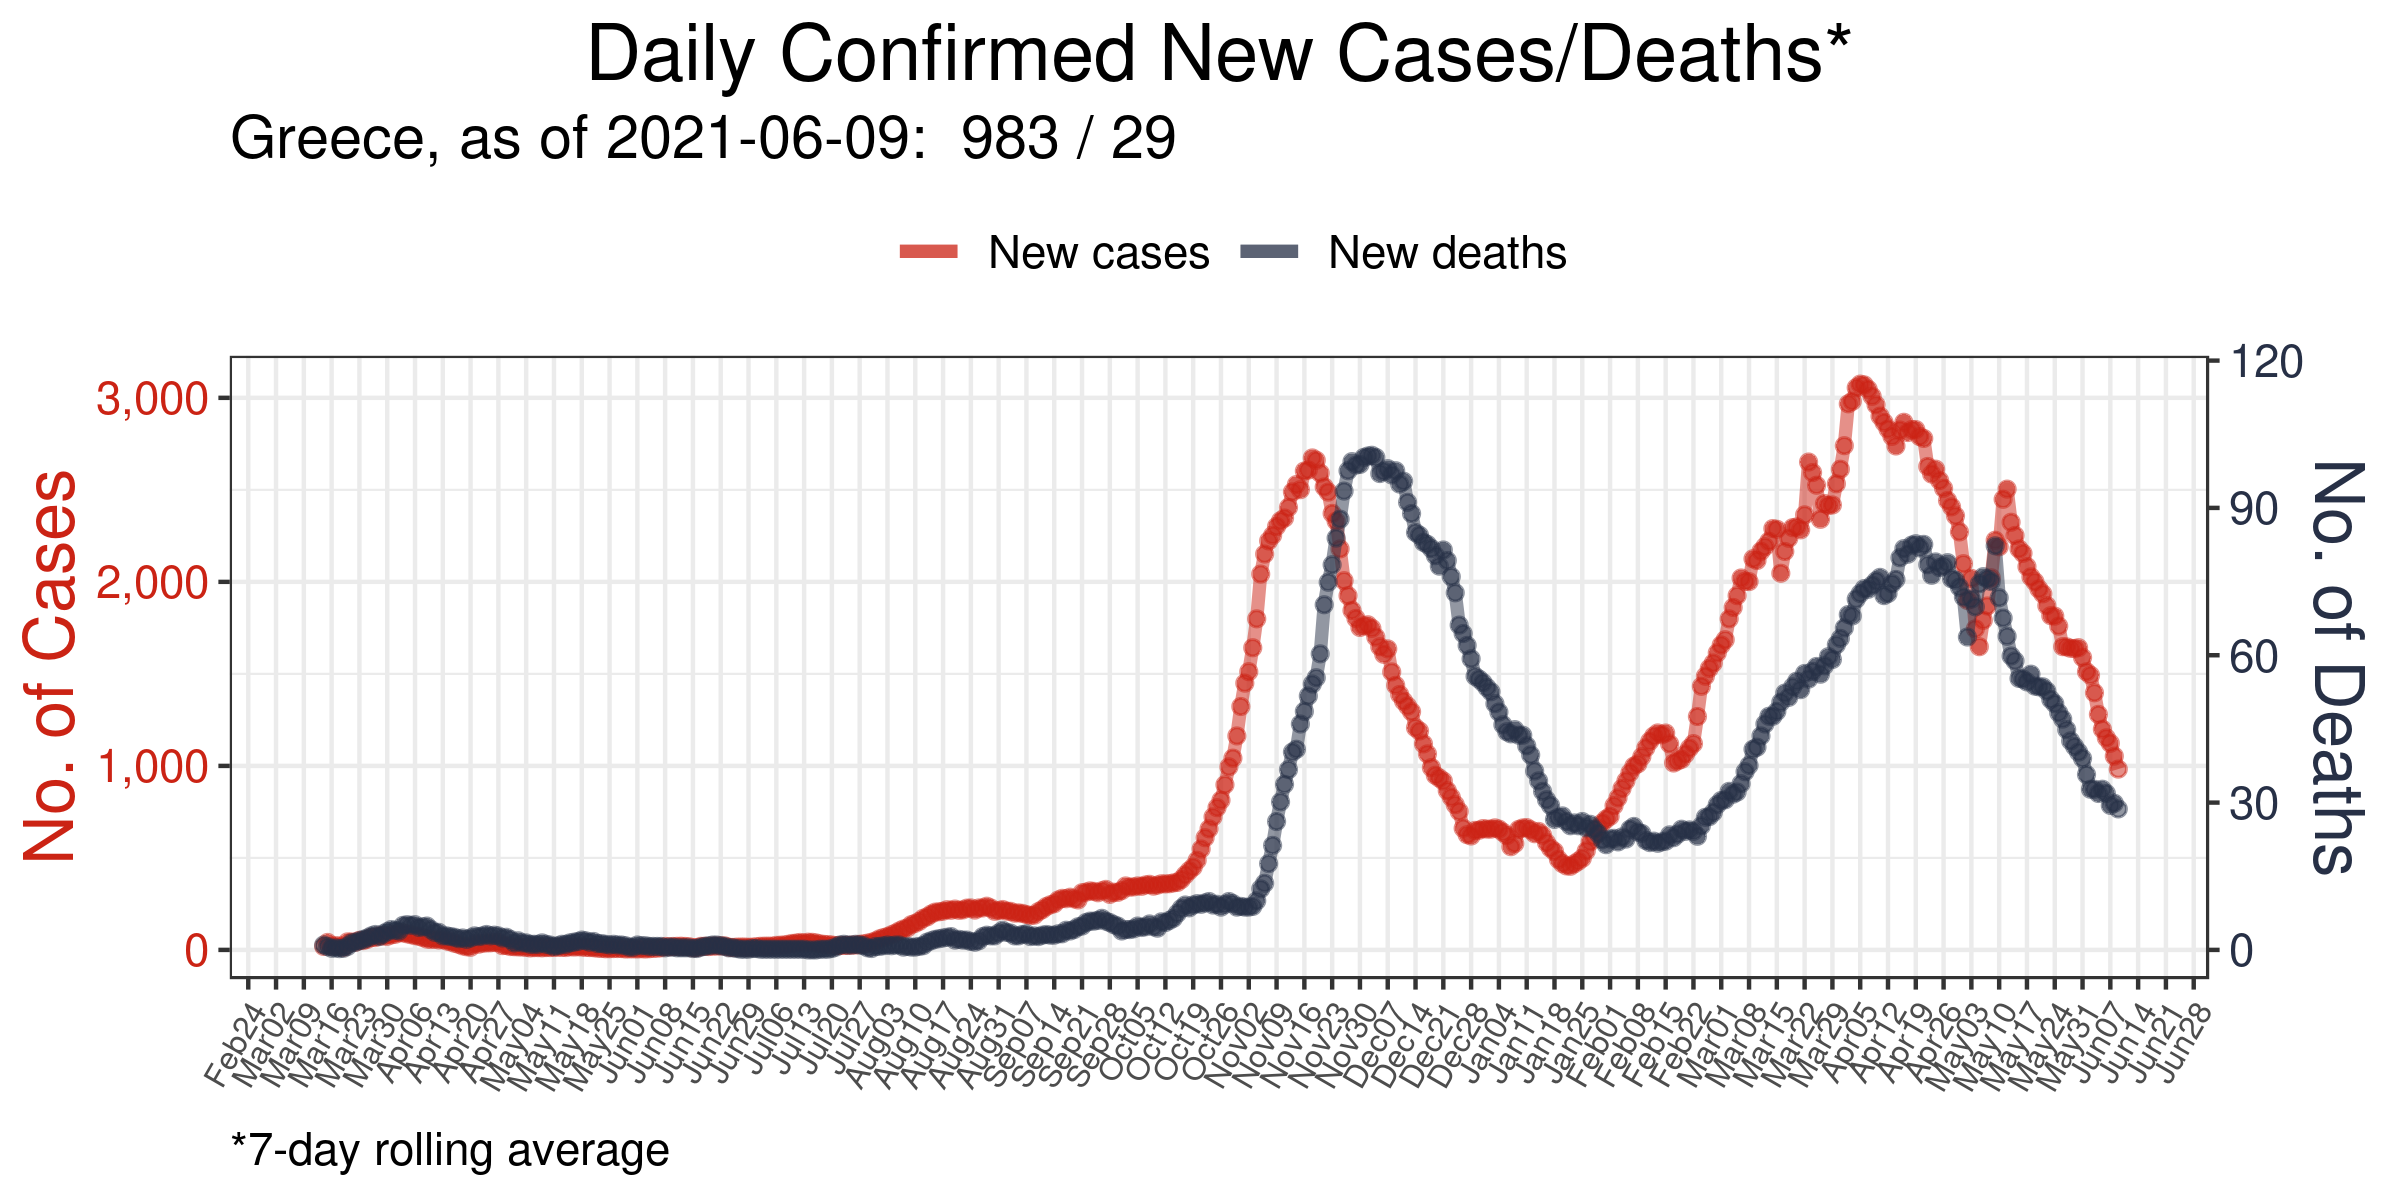 Daily Confirmed New Cases/Deaths*
Greece, as of 2021-06-09:  983 / 29
New cases New deaths
No. of Cases
3,000
2,000
1,000
0
120
90
60
30
0
No. of Deaths
Feb24 Mar02 Mar09 Mar16 Mar23 Mar30 Apr06 Apr13 Apr20 Apr27 May04 May11 May18 May25 Jun01 Jun08 Jun15 Jun22 Jun29 Jul06 Jul13 Jul20 Jul27 Aug03 Aug10 Aug17 Aug24 Aug31 Sep07 Sep14 Sep21 Sep28 Oct05 Oct12 Oct19 Oct26 Nov02 Nov09 Nov16 Nov23 Nov30 Dec07 Dec14 Dec21 Dec28 Jan04 Jan11 Jan18 Jan25 Feb01 Feb08 Feb15 Feb22 Mar01 Mar08 Mar15 Mar22 Mar29 Apr05 Apr12 Apr19 Apr26 May03 May10 May17 May24 May31 Jun07 Jun14 Jun21 Jun28
*7-day rolling average